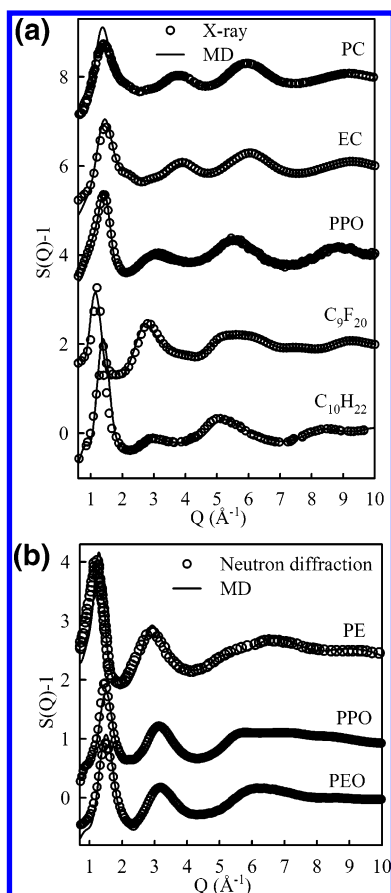 (a)
X-ray
MD
PC
EC
PPO
C₉F₂₀
C₁₀H₂₂
8
6
4
2
0
S(Q)-1
1 2 3 4 5 6 7 8 9 10
Q (Å⁻¹)
(b)
Neutron diffraction
MD
PE
PPO
PEO
4
3
2
1
0
S(Q)-1
1 2 3 4 5 6 7 8 9 10
Q (Å⁻¹)